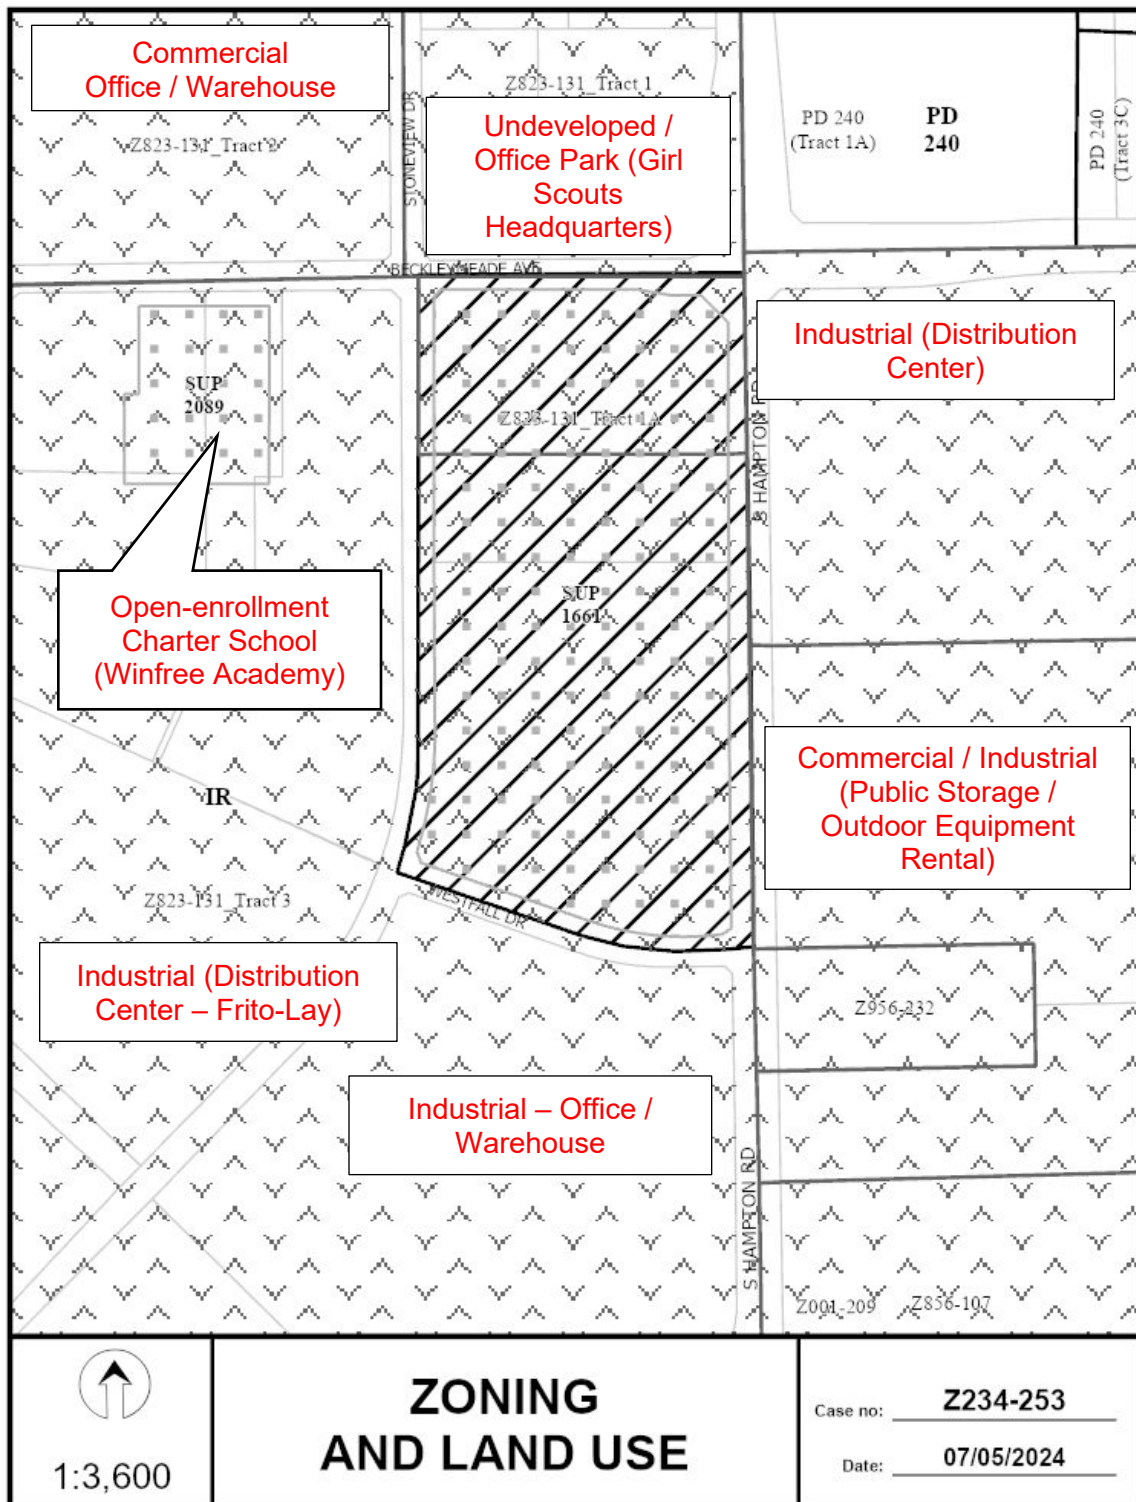 Commercial
Office / Warehouse
Z823-131_Tract 2
STONEVIEW DR
Z823-131_Tract 1
Undeveloped /
Office Park (Girl
Scouts
Headquarters)
PD 240
(Tract 1A)
PD
240
PD 240
(Tract 3C)
BECKLEYMEADE AVE
Industrial (Distribution
Center)
SUP
2089
Z823-131_Tract 1A
S HAMPTON RD
Open-enrollment
Charter School
(Winfree Academy)
SUP
1661
Commercial / Industrial
(Public Storage /
Outdoor Equipment
Rental)
IR
Z823-131_Tract 3
WESTFALL DR
Industrial (Distribution
Center – Frito-Lay)
Z956-232
Industrial – Office /
Warehouse
S HAMPTON RD
Z001-209
Z856-107
1:3,600
ZONING
AND LAND USE
Case no: Z234-253
Date: 07/05/2024